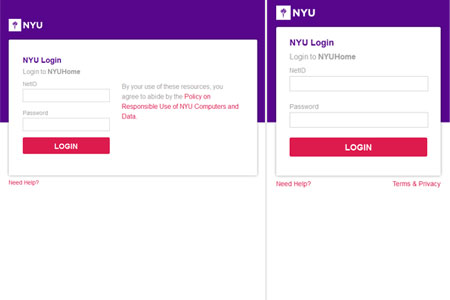 NYU
NYU Login
Login to NYUHome
NetID
Password
LOGIN
By your use of these resources, you
agree to abide by the Policy on
Responsible Use of NYU Computers and
Data.
Need Help?
NYU
NYU Login
Login to NYUHome
NetID
Password
LOGIN
Need Help?
Terms & Privacy